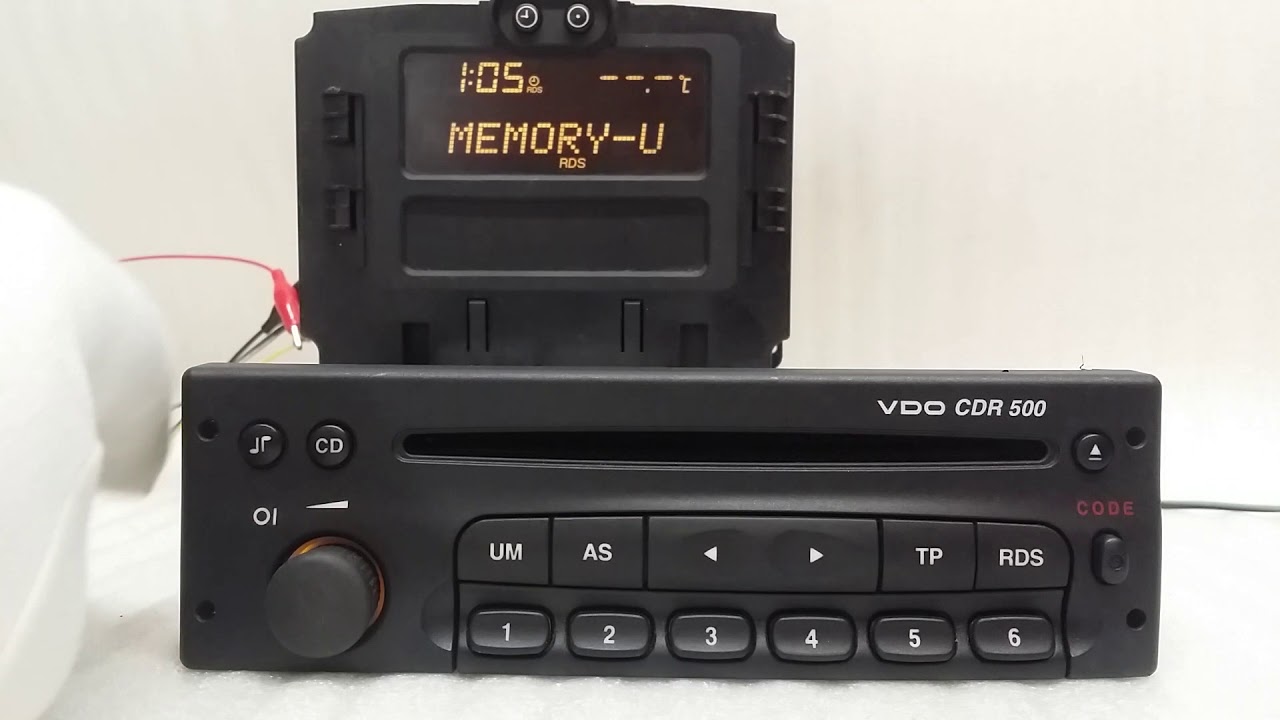 1:05 RDS --.-℃
MEMORY-U
RDS
VDO CDR 500
CD
CODE
UM AS TP RDS
1 2 3 4 5 6